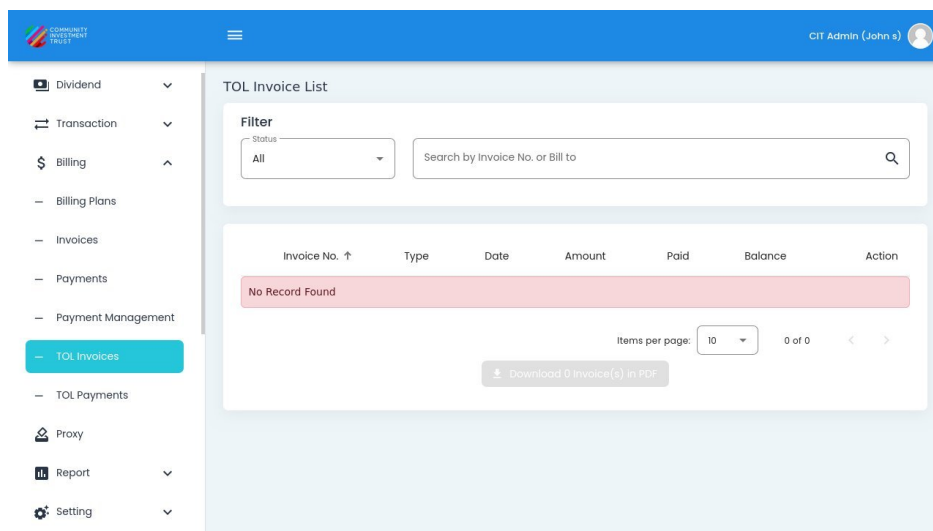 COMMUNITY
INVESTMENT
TRUST
CIT Admin (John s)
Dividend
Transaction
Billing
Billing Plans
Invoices
Payments
Payment Management
TOL Invoices
TOL Payments
Proxy
Report
Setting
TOL Invoice List
Filter
Status
All
Search by Invoice No. or Bill to
Invoice No. ↑ Type Date Amount Paid Balance Action
No Record Found
Items per page: 10 0 of 0
Download 0 Invoice(s) in PDF